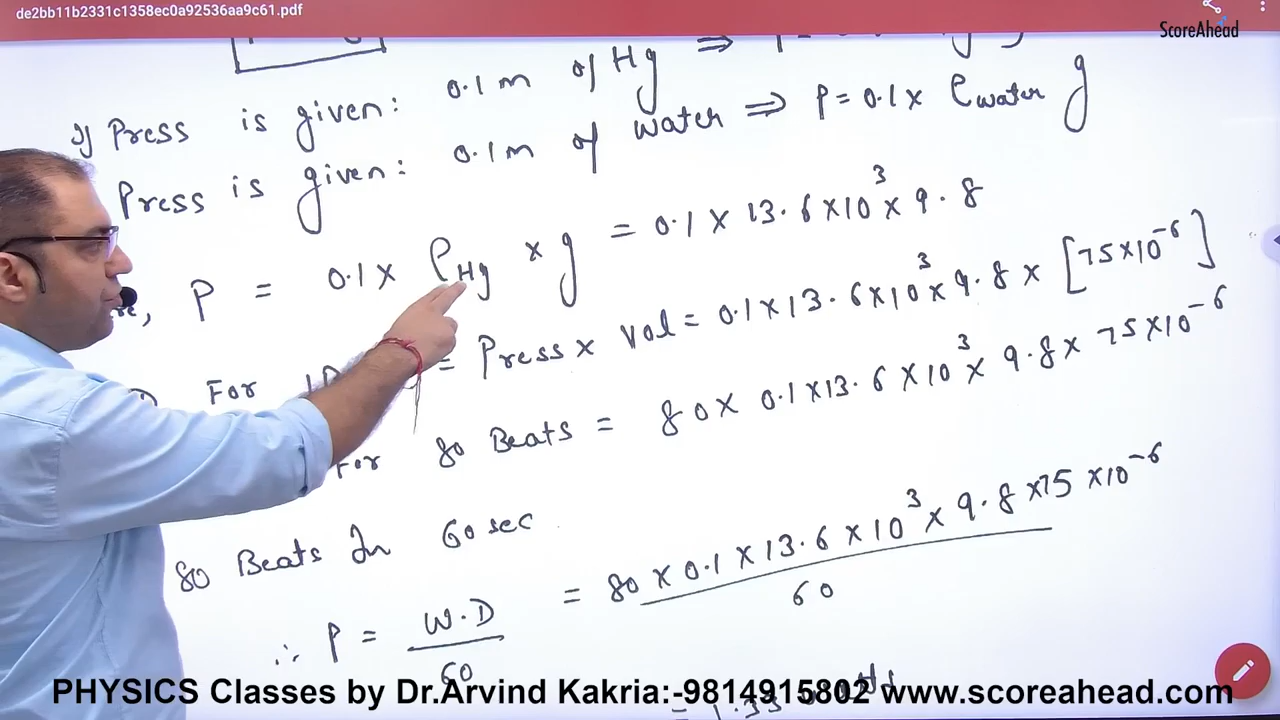 de2bb11b2331c1358ec0a92536aa9c61.pdf
ScoreAhead
If Press is given: 0.1m of Hg ⇒
Press is given: 0.1m of water ⇒ P = 0.1 × ρwater g
P = 0.1 × ρHg × g = 0.1 × 13.6 × 10³ × 9.8
For = Press × Vol = 0.1 × 13.6 × 10³ × 9.8 × [75×10⁻⁶]
For 80 Beats = 80 × 0.1 × 13.6 × 10³ × 9.8 × 75 × 10⁻⁶
80 Beats In 60 sec
∴ P = W.D / 60 = 80 × 0.1 × 13.6 × 10³ × 9.8 × 75 × 10⁻⁶ / 60
PHYSICS Classes by Dr.Arvind Kakria:-9814915802 www.scoreahead.com